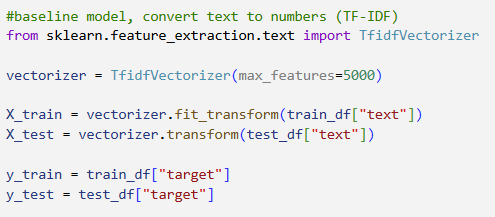 #baseline model, convert text to numbers (TF-IDF)
from sklearn.feature_extraction.text import TfidfVectorizer
vectorizer = TfidfVectorizer(max_features=5000)
X_train = vectorizer.fit_transform(train_df["text"])
X_test = vectorizer.transform(test_df["text"])
y_train = train_df["target"]
y_test = test_df["target"]